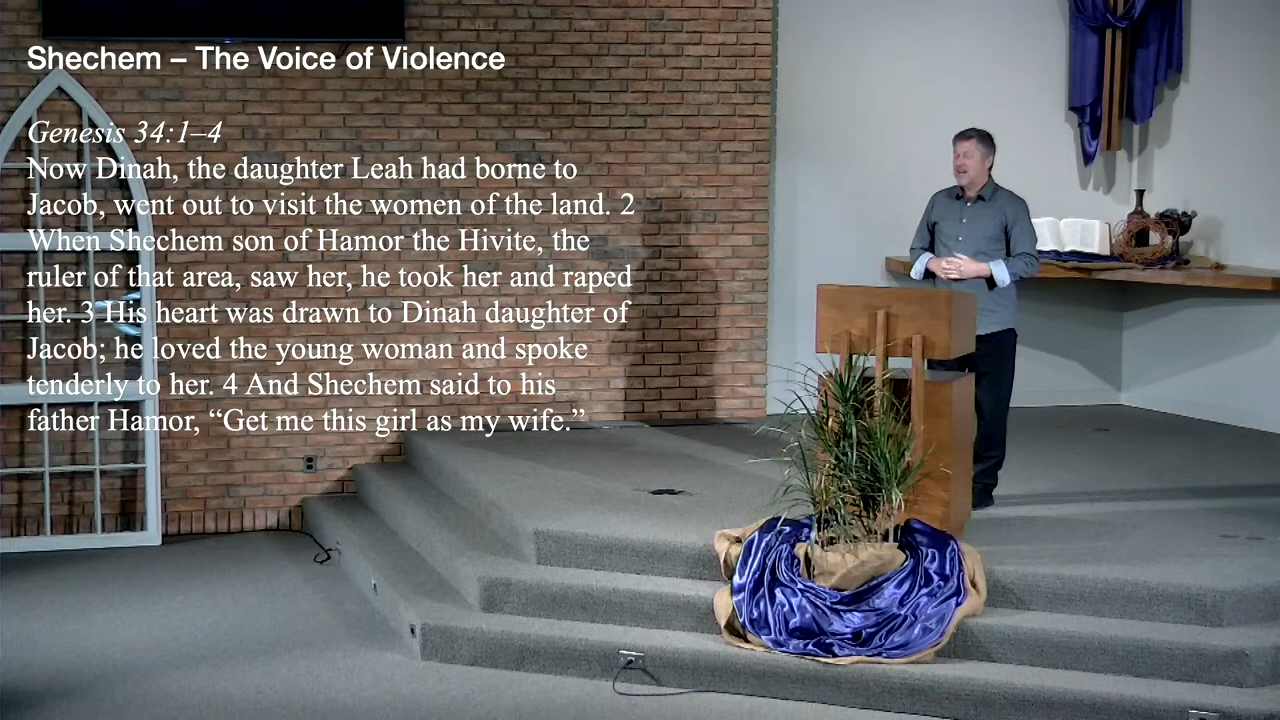 Shechem – The Voice of Violence
Genesis 34:1–4
Now Dinah, the daughter Leah had borne to
Jacob, went out to visit the women of the land. 2
When Shechem son of Hamor the Hivite, the
ruler of that area, saw her, he took her and raped
her. 3 His heart was drawn to Dinah daughter of
Jacob; he loved the young woman and spoke
tenderly to her. 4 And Shechem said to his
father Hamor, “Get me this girl as my wife.”